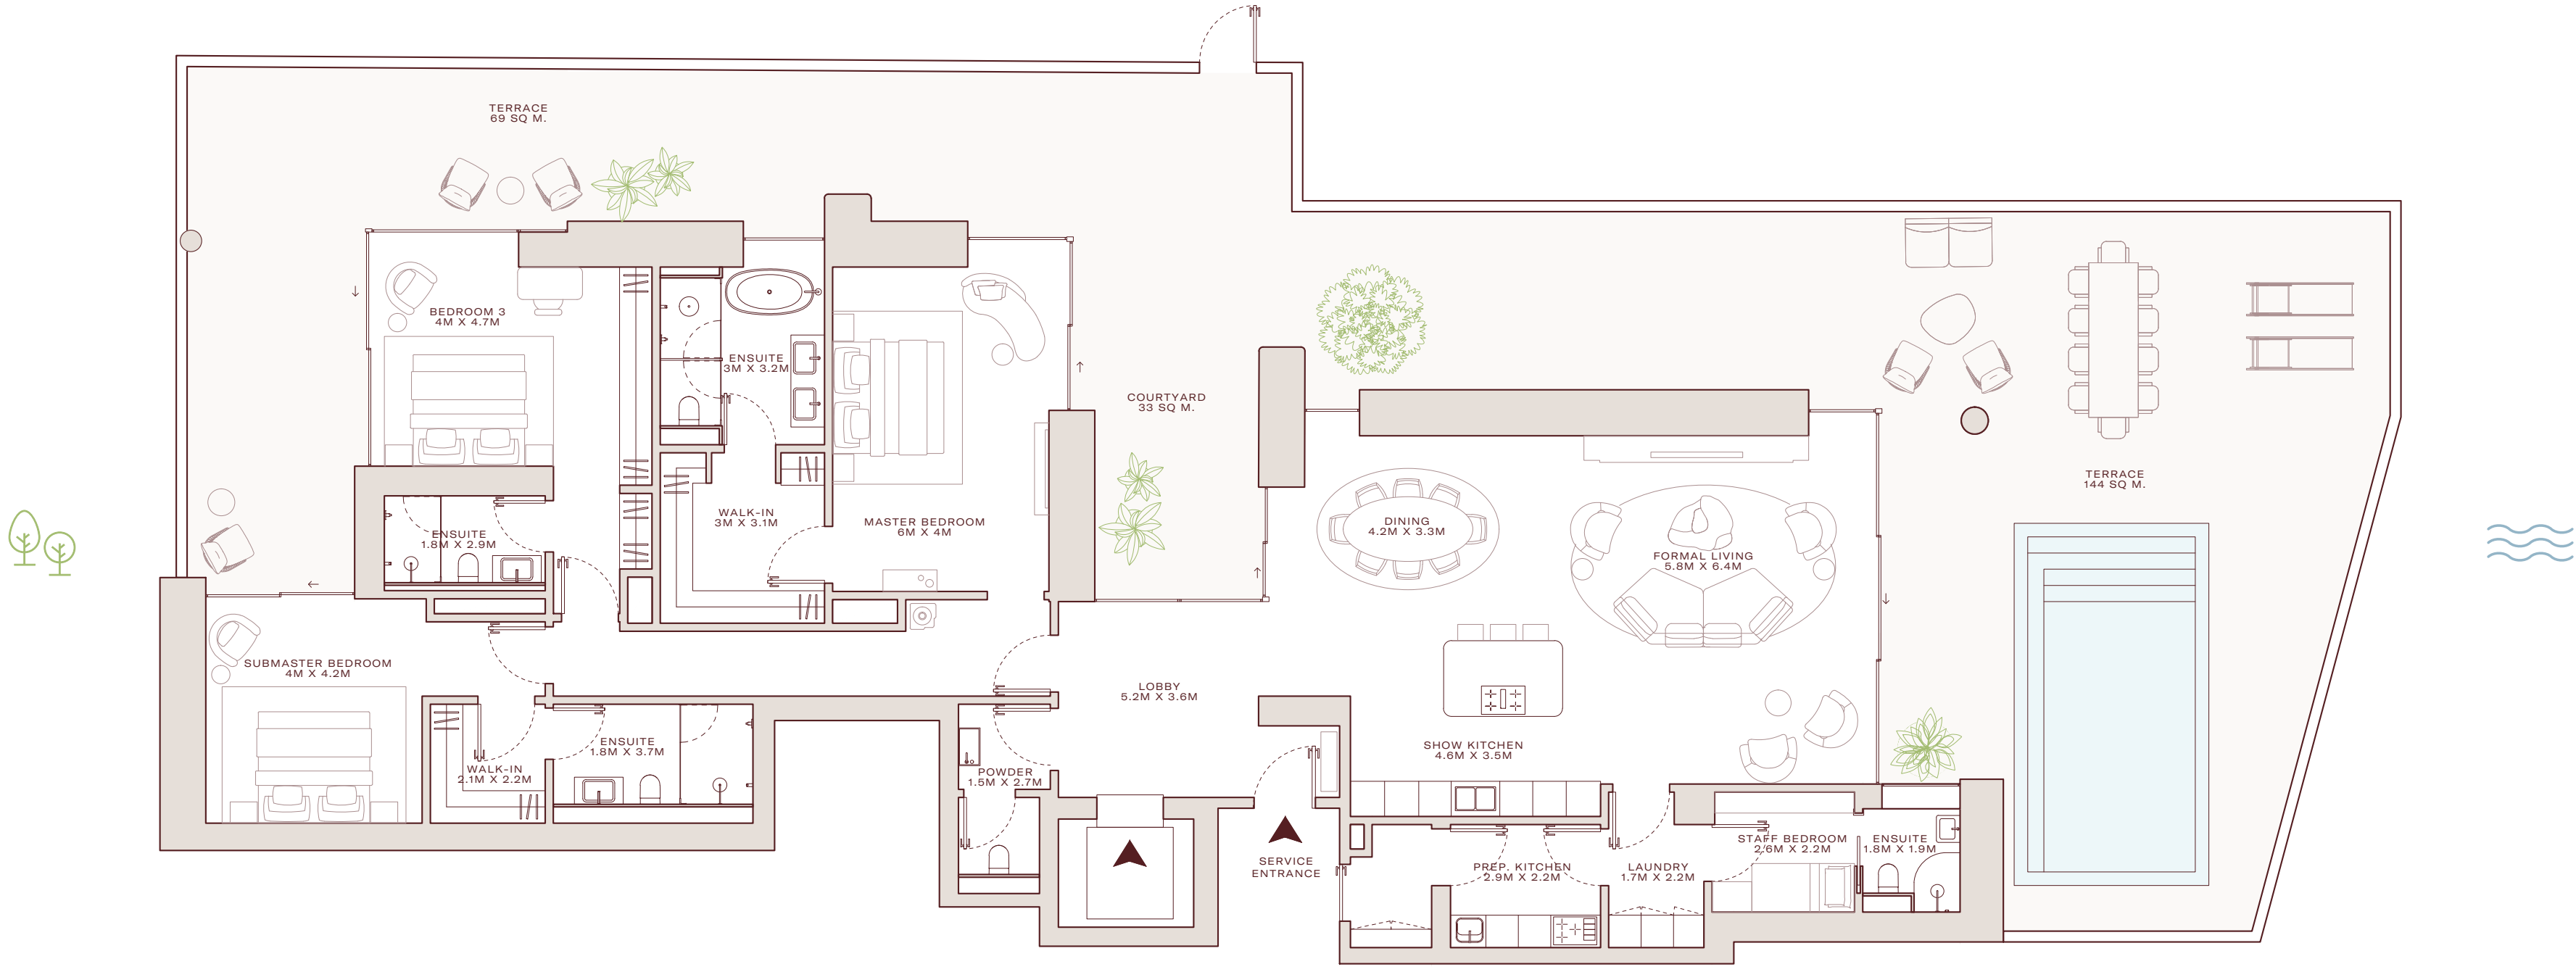 TERRACE
69 SQ M.
BEDROOM 3
4M X 4.7M
ENSUITE
3M X 3.2M
COURTYARD
33 SQ M.
TERRACE
144 SQ M.
ENSUITE
1.8M X 2.9M
WALK-IN
3M X 3.1M
MASTER BEDROOM
6M X 4M
DINING
4.2M X 3.3M
FORMAL LIVING
5.8M X 6.4M
SUBMASTER BEDROOM
4M X 4.2M
LOBBY
5.2M X 3.6M
ENSUITE
1.8M X 3.7M
WALK-IN
2.1M X 2.2M
POWDER
1.5M X 2.7M
SHOW KITCHEN
4.6M X 3.5M
SERVICE
ENTRANCE
PREP. KITCHEN
2.9M X 2.2M
LAUNDRY
1.7M X 2.2M
STAFF BEDROOM
2.6M X 2.2M
ENSUITE
1.8M X 1.9M